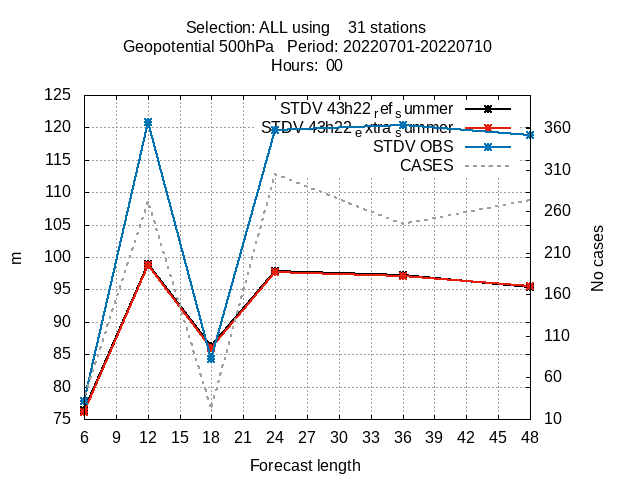 Selection: ALL using    31 stations
Geopotential 500hPa   Period: 20220701-20220710
Hours:  00
STDV 43h22refsummer
STDV 43h22extrasummer
STDV OBS
CASES
125
120
115
110
105
100
95
90
85
80
75
m
360
310
260
210
160
110
60
10
No cases
6 9 12 15 18 21 24 27 30 33 36 39 42 45 48
Forecast length